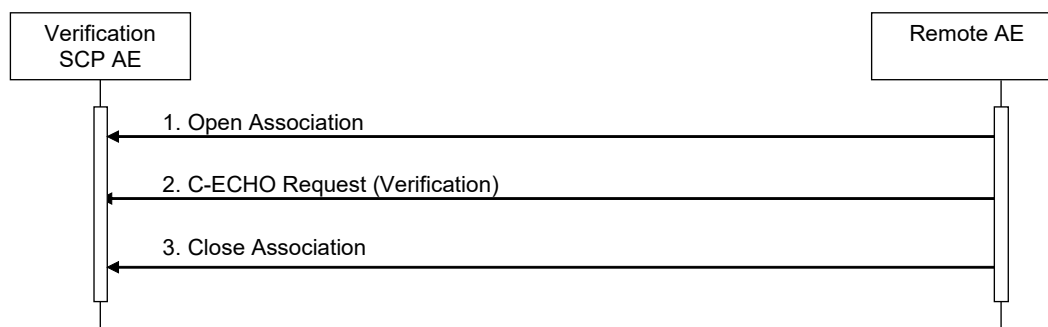 Verification
SCP AE
Remote AE
1. Open Association
2. C-ECHO Request (Verification)
3. Close Association